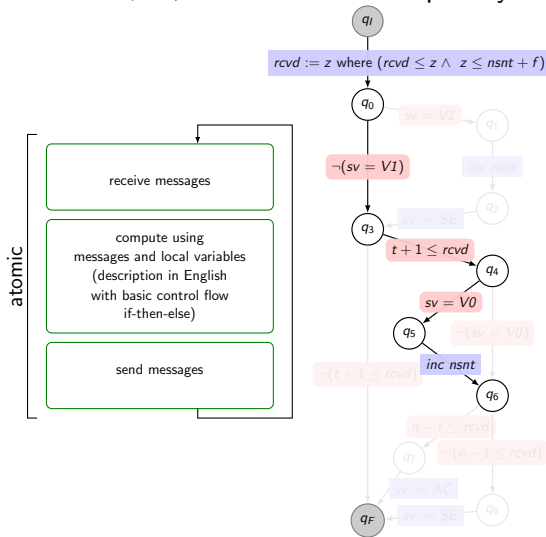 q_I
rcvd := z where (rcvd ≤ z ∧ z ≤ nsnt + f)
q_0
sv = V1
q_1
¬(sv = V1)
inc nsnt
q_2
sv := SE
q_3
t + 1 ≤ rcvd
q_4
sv = V0
q_5
¬(sv = V0)
inc nsnt
¬(t + 1 ≤ rcvd)
q_6
n − t ≤ rcvd
¬(n − t ≤ rcvd)
q_7
sv := AC
q_8
sv := SE
q_F
atomic
receive messages
compute using
messages and local variables
(description in English
with basic control flow
if-then-else)
send messages